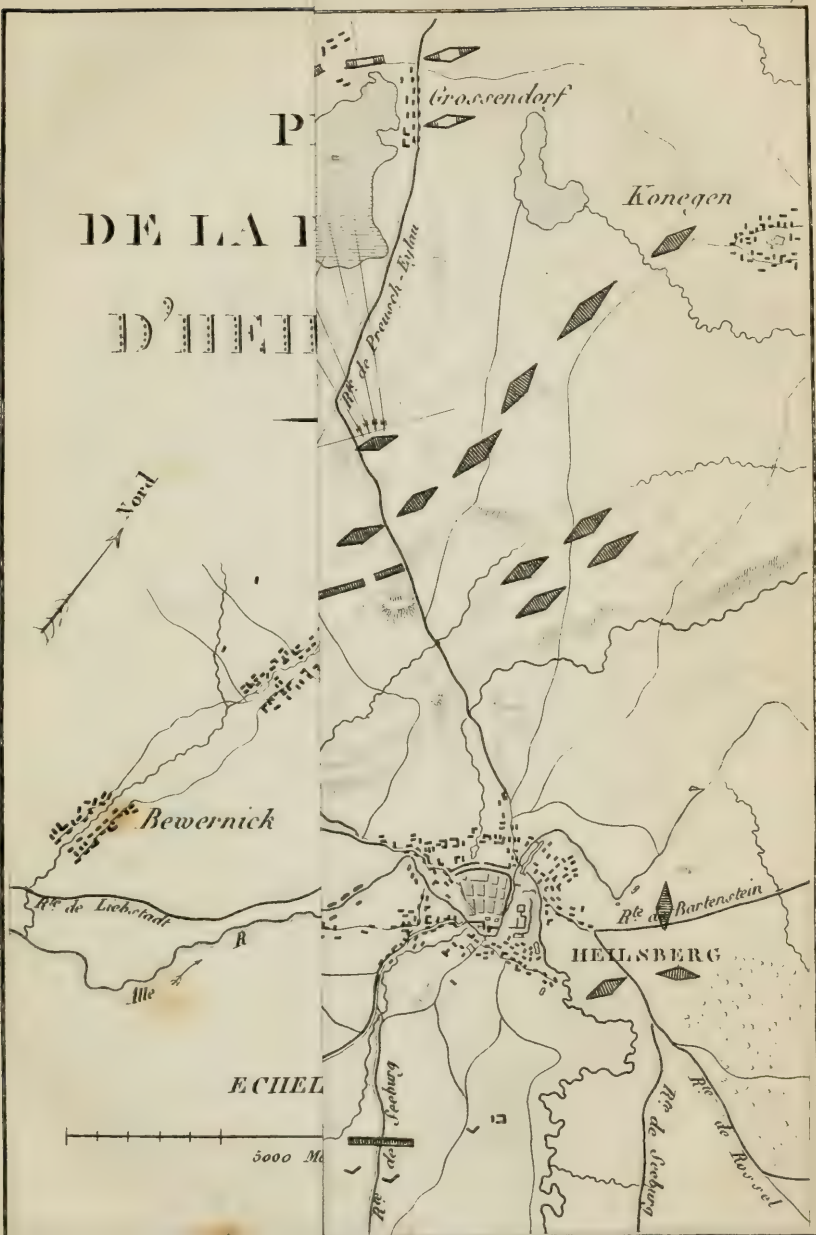 P
DE LA
D'HEI
Grossendorf
Konegen
Rte. de Preusch-Eylau
Nord
Bewernick
Rte de Liebstadt
Alle
R
Rte de Bartenstein
HEILSBERG
ECHEL
5000 M
Rte de Seeburg
Rte de Seeburg
Rte de Rossel